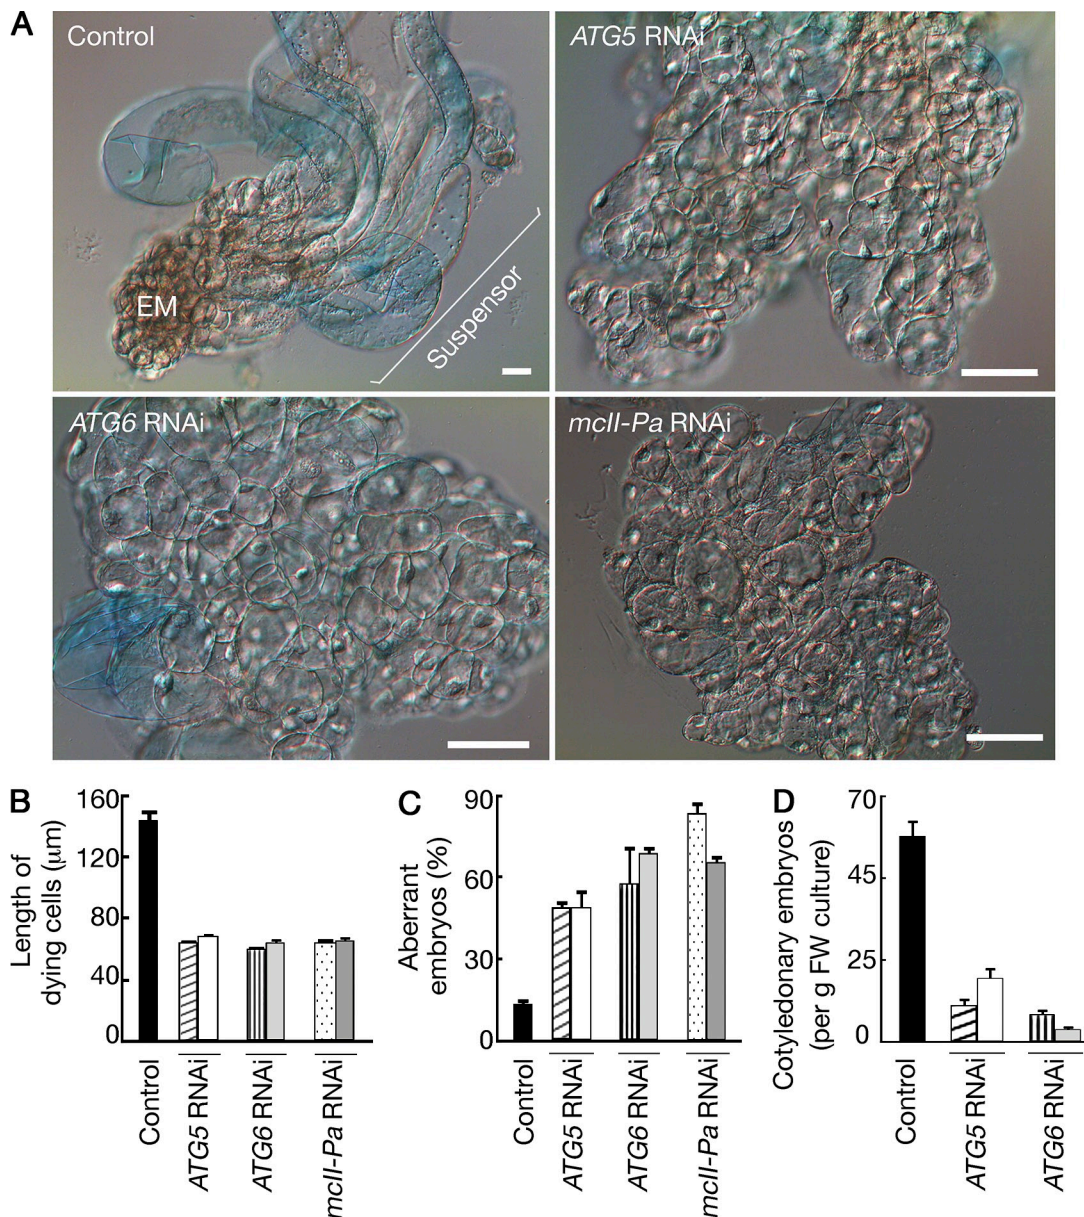 A
Control
ATG5 RNAi
EM
Suspensor
ATG6 RNAi
mcII-Pa RNAi
B
Length of
dying cells (μm)
160
120
80
40
0
Control
ATG5 RNAi
ATG6 RNAi
mcII-Pa RNAi
C
Aberrant
embryos (%)
90
60
30
0
Control
ATG5 RNAi
ATG6 RNAi
mcII-Pa RNAi
D
Cotyledonary embryos
(per g FW culture)
70
45
25
0
Control
ATG5 RNAi
ATG6 RNAi